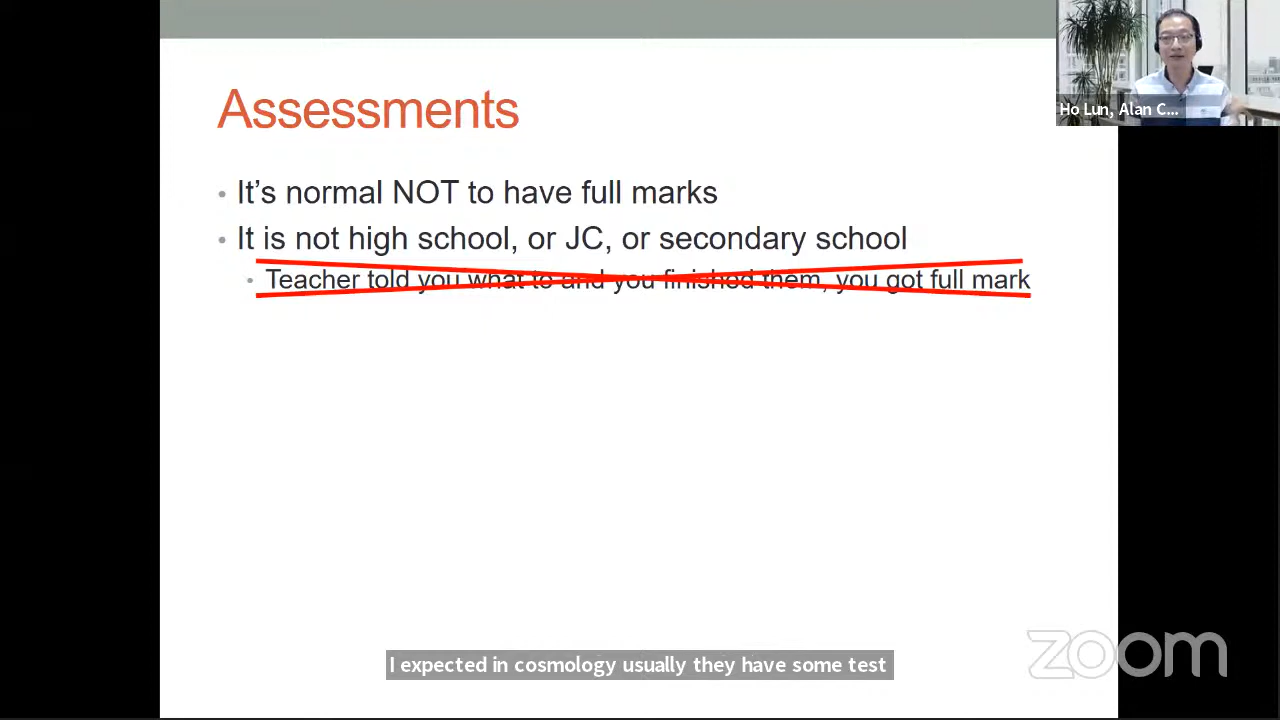 Ho Lun, Alan C...
Assessments
• It's normal NOT to have full marks
• It is not high school, or JC, or secondary school
• Teacher told you what to and you finished them, you got full mark
I expected in cosmology usually they have some test
zoom